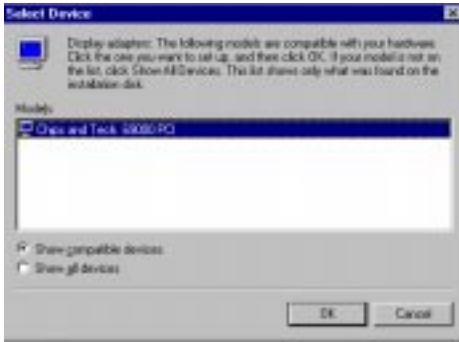 Select Device
Display adapters: The following models are compatible with your hardware.
Click the one you want to set up, and then click OK. If your model is not on
the list, click Show All Devices. This list shows only what was found on the
installation disk.
Models:
Chips and Tech. 69000 PCI
Show compatible devices
Show all devices
OK
Cancel